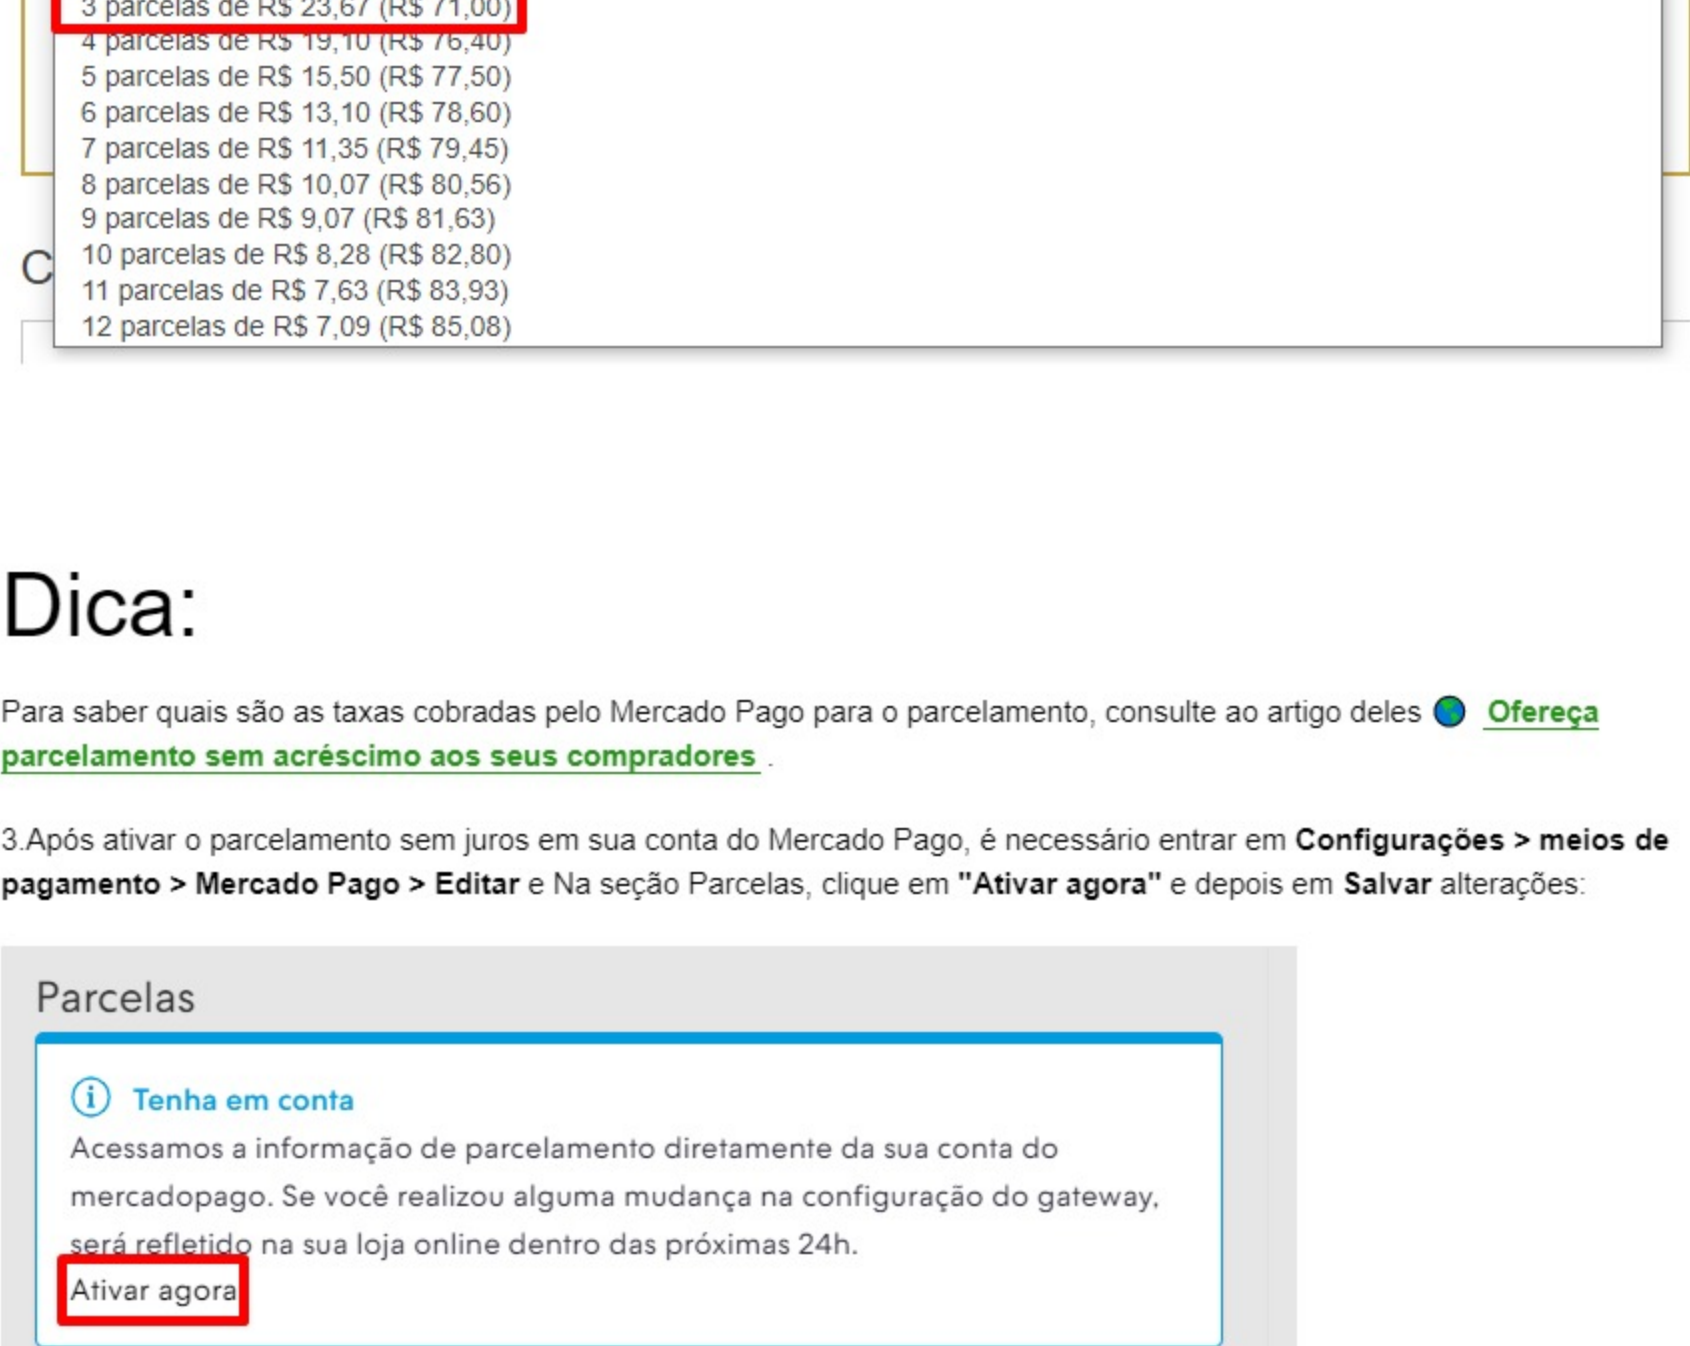 3 parcelas de R$ 23,67 (R$ 71,00)
4 parcelas de R$ 19,10 (R$ 76,40)
5 parcelas de R$ 15,50 (R$ 77,50)
6 parcelas de R$ 13,10 (R$ 78,60)
7 parcelas de R$ 11,35 (R$ 79,45)
8 parcelas de R$ 10,07 (R$ 80,56)
9 parcelas de R$ 9,07 (R$ 81,63)
10 parcelas de R$ 8,28 (R$ 82,80)
C
11 parcelas de R$ 7,63 (R$ 83,93)
12 parcelas de R$ 7,09 (R$ 85,08)
Dica:
Para saber quais são as taxas cobradas pelo Mercado Pago para o parcelamento, consulte ao artigo deles Ofereça
parcelamento sem acréscimo aos seus compradores .
3.Após ativar o parcelamento sem juros em sua conta do Mercado Pago, é necessário entrar em Configurações > meios de
pagamento > Mercado Pago > Editar e Na seção Parcelas, clique em "Ativar agora" e depois em Salvar alterações:
Parcelas
Tenha em conta
Acessamos a informação de parcelamento diretamente da sua conta do
mercadopago. Se você realizou alguma mudança na configuração do gateway,
será refletido na sua loja online dentro das próximas 24h.
Ativar agora